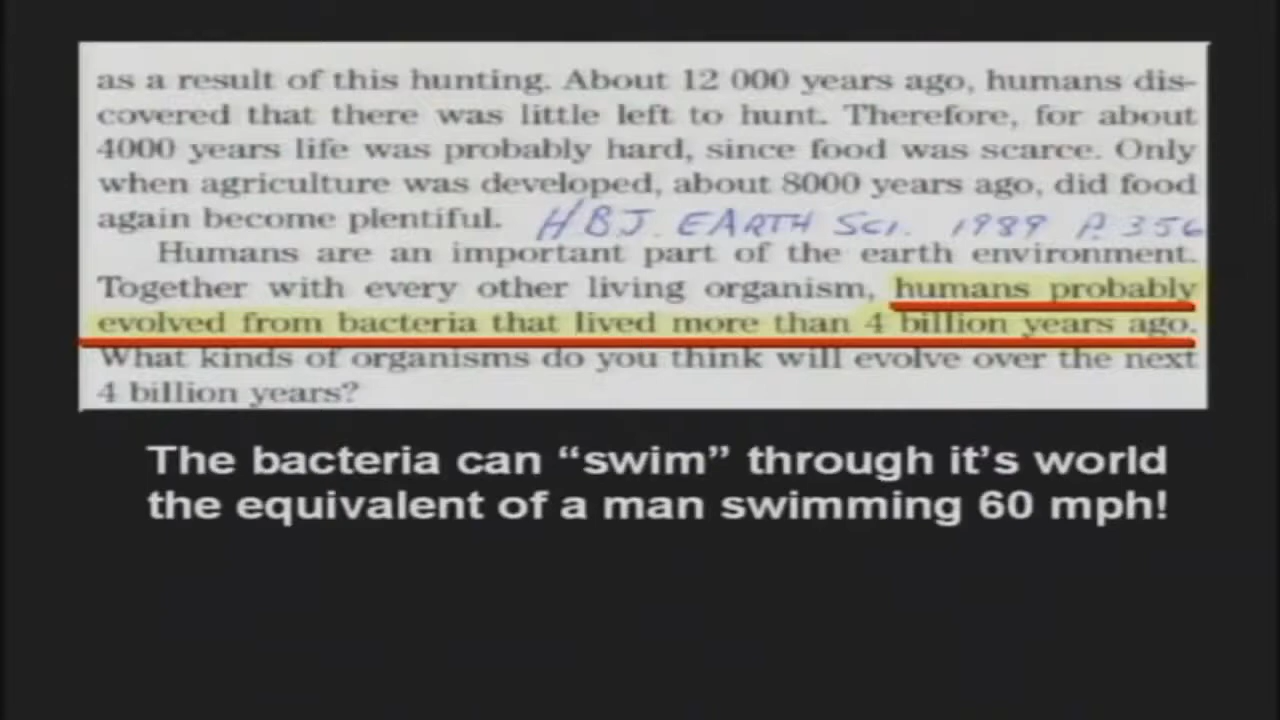 as a result of this hunting. About 12 000 years ago, humans dis-
covered that there was little left to hunt. Therefore, for about
4000 years life was probably hard, since food was scarce. Only
when agriculture was developed, about 8000 years ago, did food
again become plentiful. HBJ. EARTH SCI. 1989 P. 356
Humans are an important part of the earth environment.
Together with every other living organism, humans probably
evolved from bacteria that lived more than 4 billion years ago.
What kinds of organisms do you think will evolve over the next
4 billion years?
The bacteria can “swim” through it’s world
the equivalent of a man swimming 60 mph!